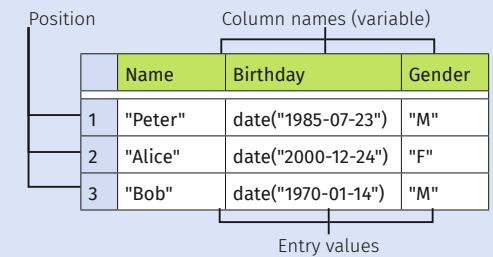 Position Column names (variable)
Name Birthday Gender
1 "Peter" date("1985-07-23") "M"
2 "Alice" date("2000-12-24") "F"
3 "Bob" date("1970-01-14") "M"
Entry values